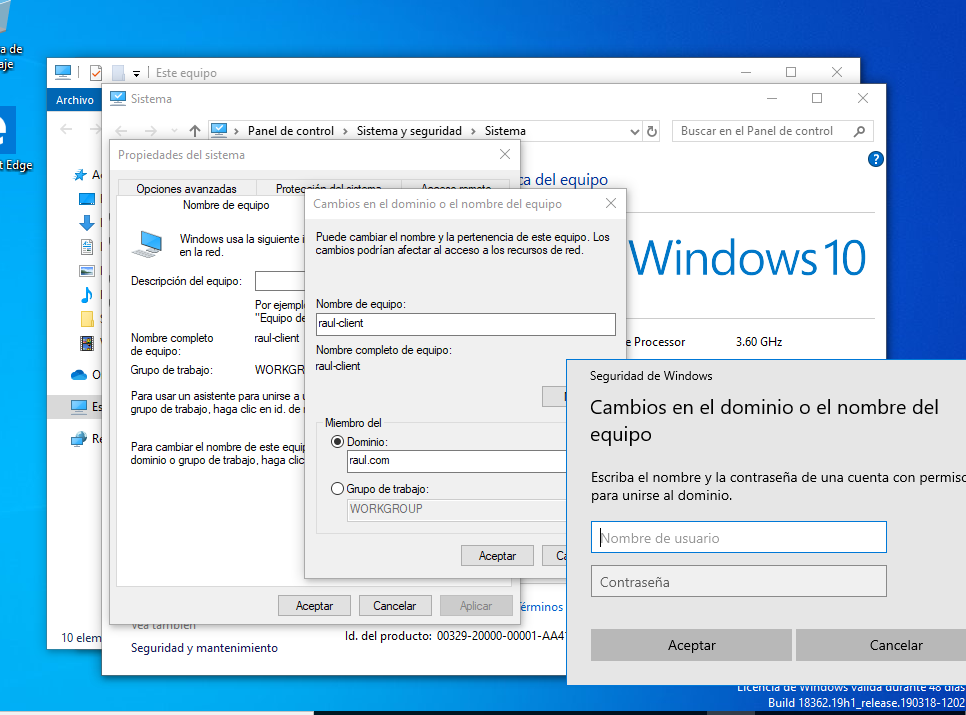 a de
aje
t Edge
Este equipo
Archivo
Sistema
Panel de control > Sistema y seguridad > Sistema
Buscar en el Panel de control
ca del equipo
Windows 10
e Processor
3.60 GHz
10 elem
Vea también
Seguridad y mantenimiento
Términos
Id. del producto: 00329-20000-00001-AA4
Propiedades del sistema
Opciones avanzadas
Protección del sistema
Acceso remoto
Nombre de equipo
Windows usa la siguiente i
en la red.
Descripción del equipo:
Por ejempl
"Equipo de
Nombre completo
de equipo:
raul-client
Grupo de trabajo:
WORKGR
Para usar un asistente para unirse a u
grupo de trabajo, haga clic en id. de
Para cambiar el nombre de este equip
dominio o grupo de trabajo, haga clic
Aceptar
Cancelar
Aplicar
Cambios en el dominio o el nombre del equipo
Puede cambiar el nombre y la pertenencia de este equipo. Los
cambios podrían afectar al acceso a los recursos de red.
Nombre de equipo:
raul-client
Nombre completo de equipo:
raul-client
Miembro del
Dominio:
raul.com
Grupo de trabajo:
WORKGROUP
Aceptar
Ca
Seguridad de Windows
Cambios en el dominio o el nombre del
equipo
Escriba el nombre y la contraseña de una cuenta con permiso
para unirse al dominio.
Nombre de usuario
Contraseña
Aceptar
Cancelar
Licencia de Windows válida durante 48 días
Build 18362.19h1_release.190318-1202